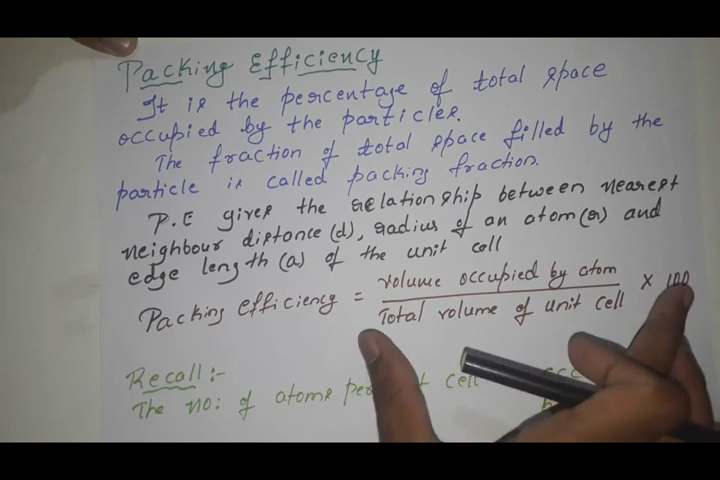 Packing Efficiency
It is the percentage of total space
occupied by the particles.
The fraction of total space filled by the
particle is called packing fraction.
P.E gives the relationship between nearest
neighbour distance (d), radius of an atom (r) and
edge length (a) of the unit cell
Packing efficiency = volume occupied by atom / Total volume of unit cell × 100
Recall :-
The no: of atoms per cell